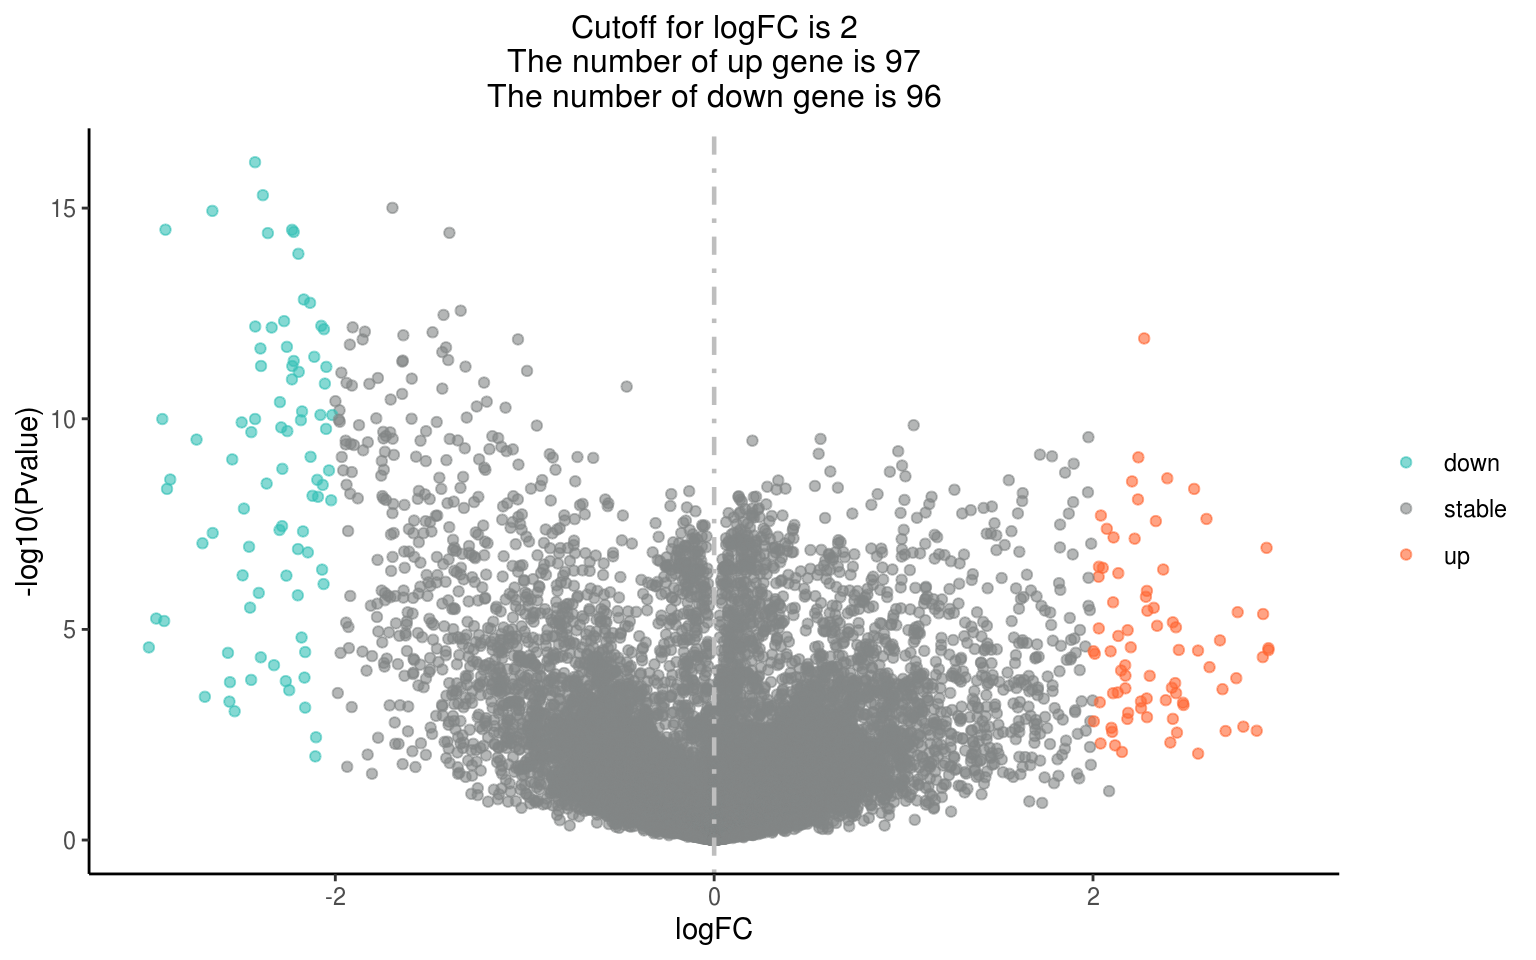 Cutoff for logFC is 2
The number of up gene is 97
The number of down gene is 96
-log10(Pvalue)
15
10
5
0
-2
0
2
logFC
down
stable
up